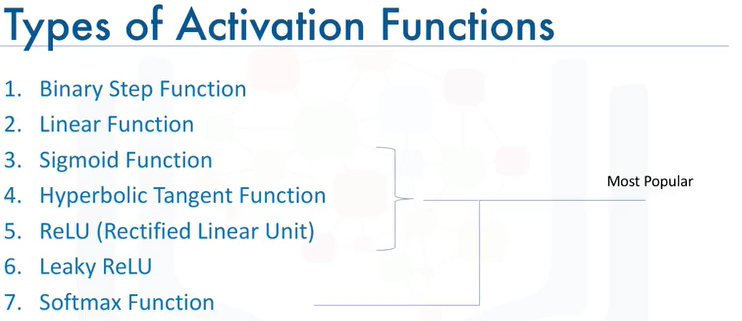 Types of Activation Functions
1. Binary Step Function
2. Linear Function
3. Sigmoid Function
4. Hyperbolic Tangent Function
5. ReLU (Rectified Linear Unit)
6. Leaky ReLU
7. Softmax Function
Most Popular